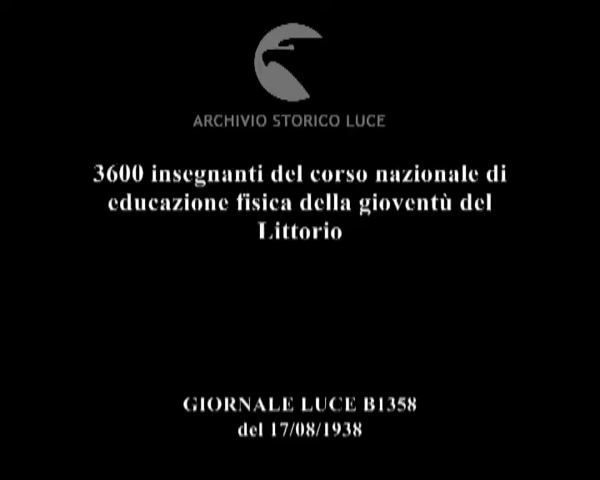 ARCHIVIO STORICO LUCE
3600 insegnanti del corso nazionale di
educazione fisica della gioventù del
Littorio
GIORNALE LUCE B1358
del 17/08/1938